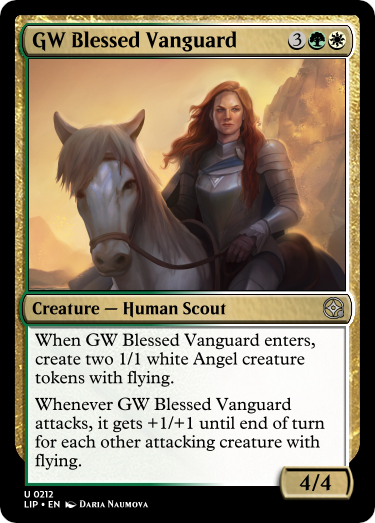 GW Blessed Vanguard 3
Creature — Human Scout
When GW Blessed Vanguard enters,
create two 1/1 white Angel creature
tokens with flying.
Whenever GW Blessed Vanguard
attacks, it gets +1/+1 until end of turn
for each other attacking creature with
flying.
4/4
U 0212
LIP • EN Daria Naumova